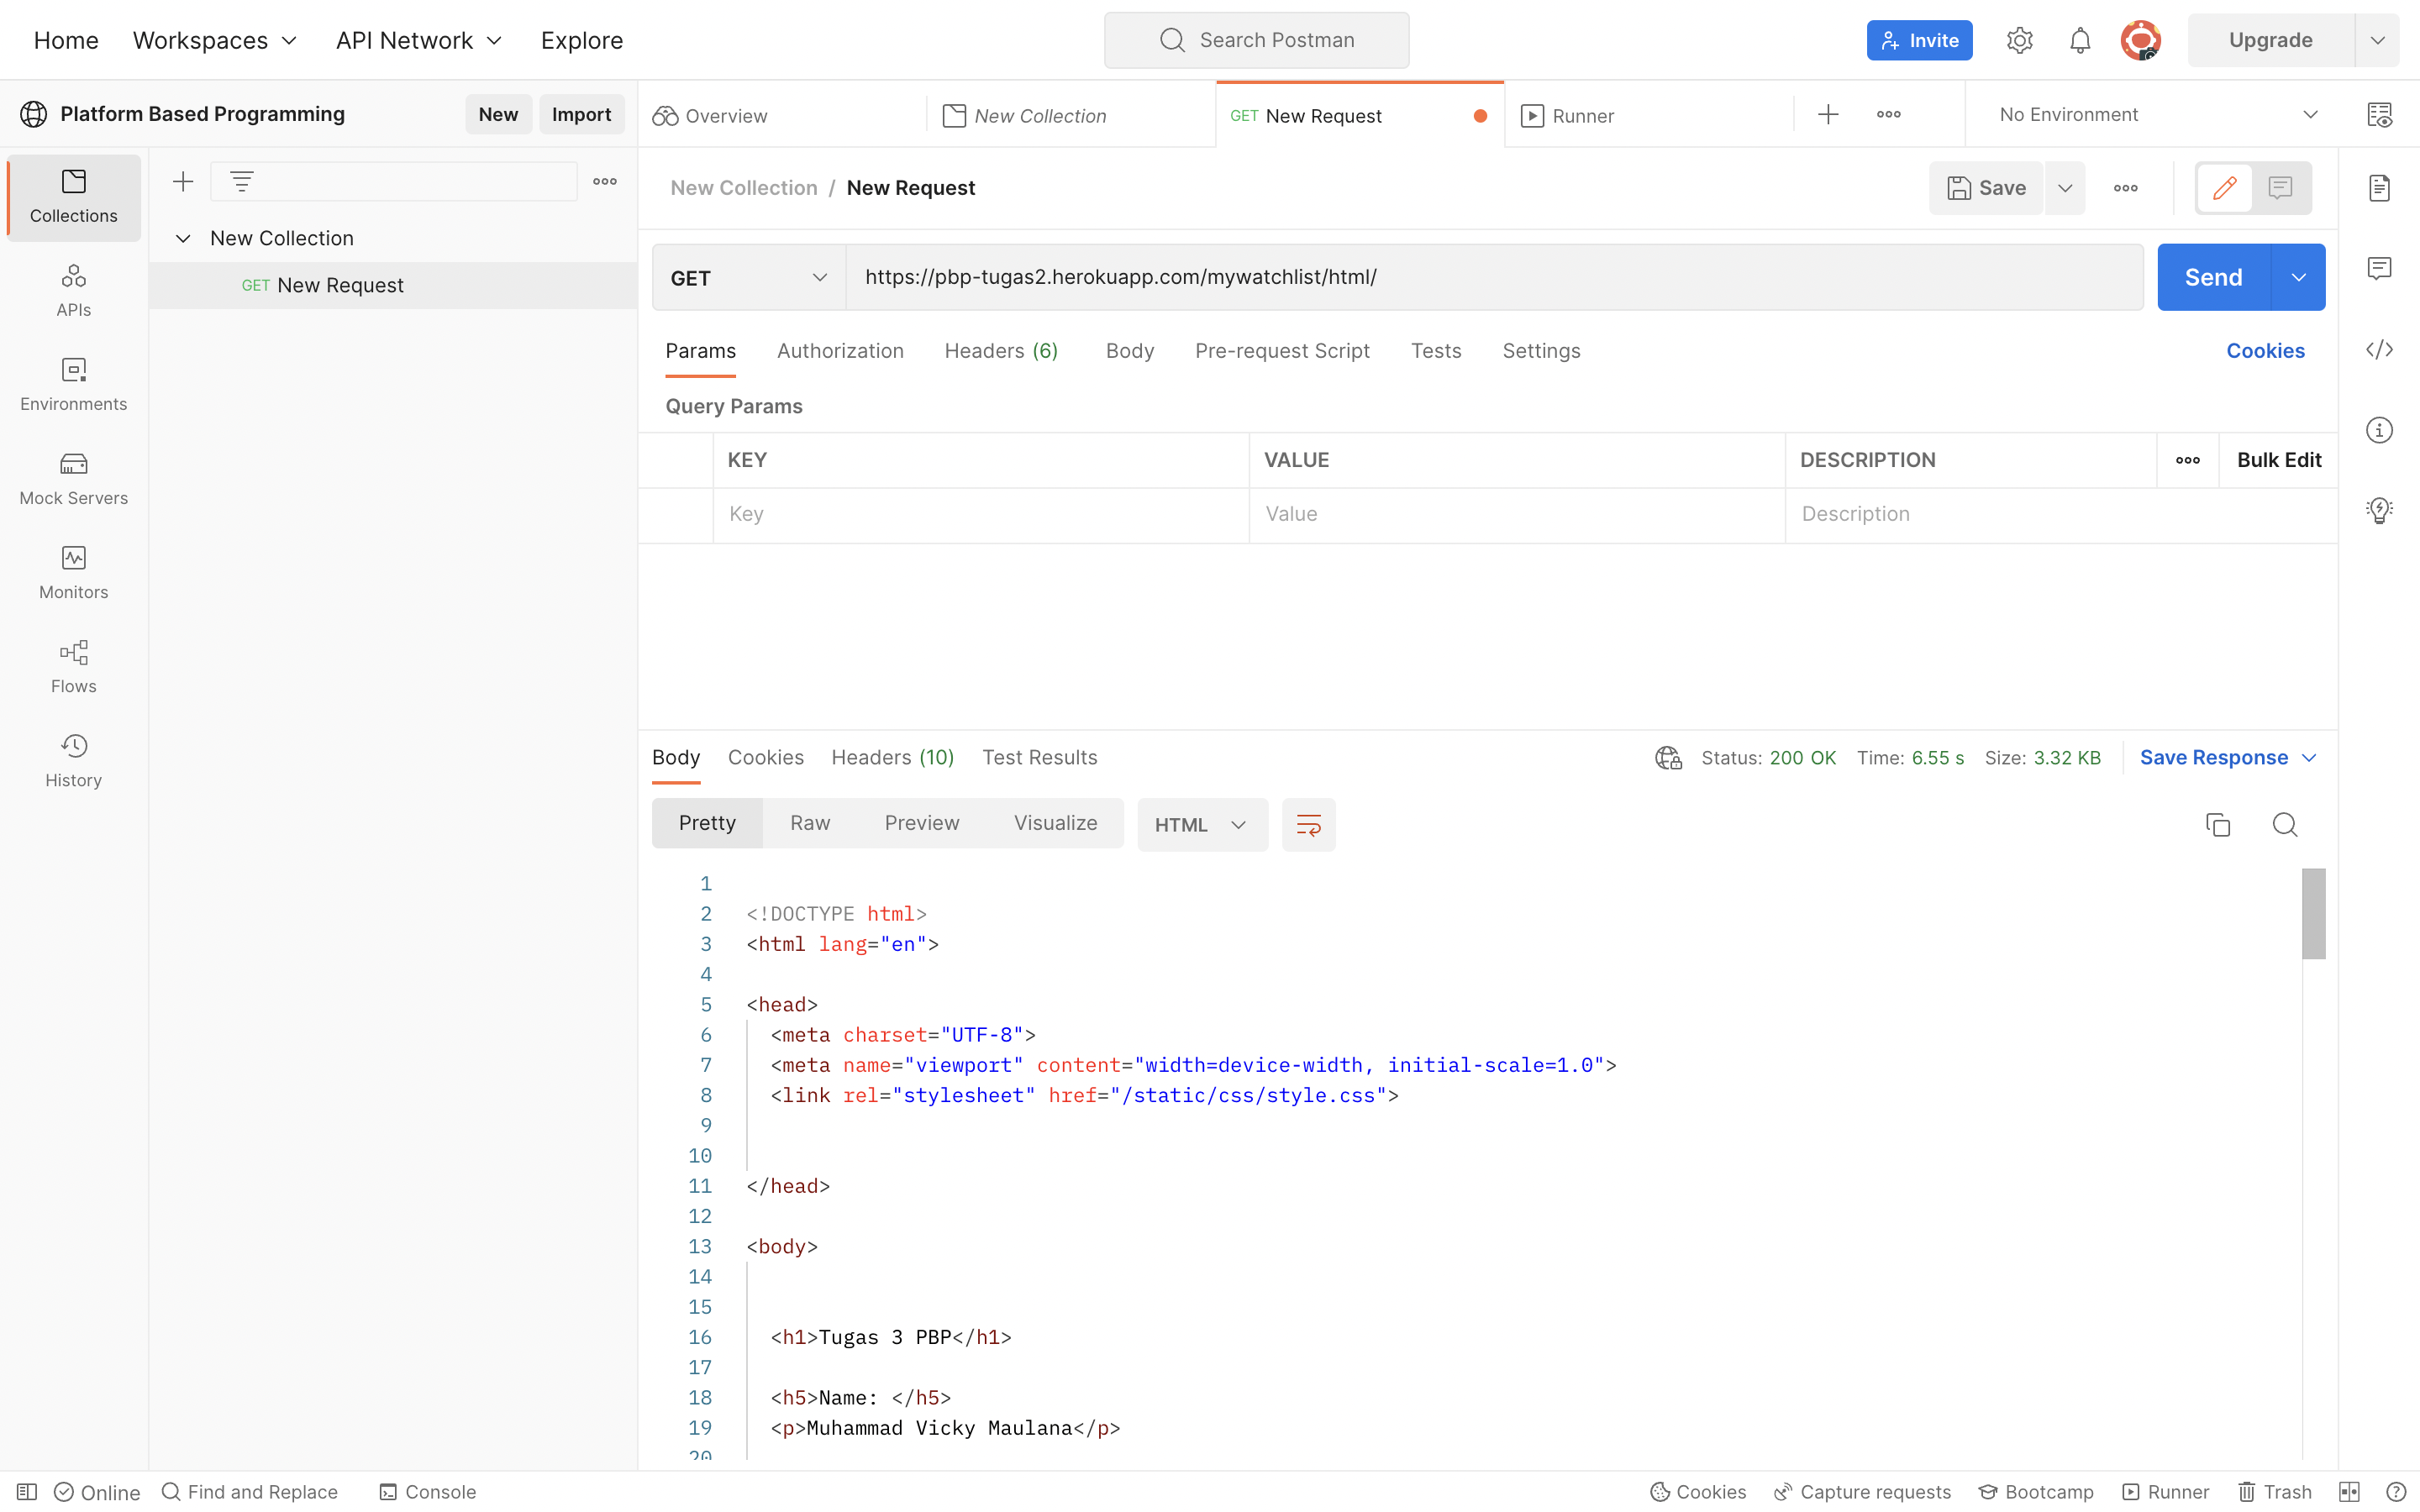 Home Workspaces API Network Explore Search Postman Invite Upgrade
Platform Based Programming New Import
Overview New Collection GET New Request Runner No Environment
Collections
APIs
Environments
Mock Servers
Monitors
Flows
History
New Collection
GET New Request
New Collection / New Request Save
GET https://pbp-tugas2.herokuapp.com/mywatchlist/html/ Send
Params Authorization Headers (6) Body Pre-request Script Tests Settings Cookies
Query Params
KEY VALUE DESCRIPTION Bulk Edit
Key Value Description
Body Cookies Headers (10) Test Results Status: 200 OK Time: 6.55 s Size: 3.32 KB Save Response
Pretty Raw Preview Visualize HTML
1
2 <!DOCTYPE html>
3 <html lang="en">
4
5 <head>
6 <meta charset="UTF-8">
7 <meta name="viewport" content="width=device-width, initial-scale=1.0">
8 <link rel="stylesheet" href="/static/css/style.css">
9
10
11 </head>
12
13 <body>
14
15
16 <h1>Tugas 3 PBP</h1>
17
18 <h5>Name: </h5>
19 <p>Muhammad Vicky Maulana</p>
20
Online Find and Replace Console Cookies Capture requests Bootcamp Runner Trash